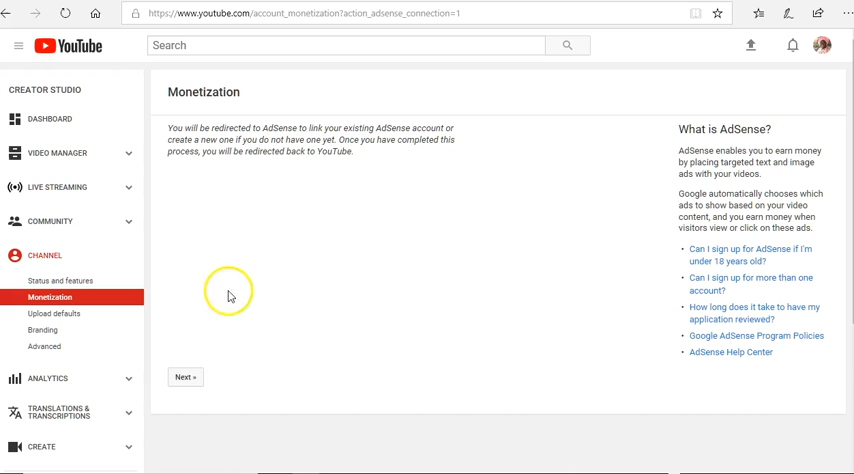 https://www.youtube.com/account_monetization?action_adsense_connection=1
YouTube
Search
CREATOR STUDIO
DASHBOARD
VIDEO MANAGER
LIVE STREAMING
COMMUNITY
CHANNEL
Status and features
Monetization
Upload defaults
Branding
Advanced
ANALYTICS
TRANSLATIONS &
TRANSCRIPTIONS
CREATE
Monetization
You will be redirected to AdSense to link your existing AdSense account or
create a new one if you do not have one yet. Once you have completed this
process, you will be redirected back to YouTube.
Next »
What is AdSense?
AdSense enables you to earn money
by placing targeted text and image
ads with your videos.
Google automatically chooses which
ads to show based on your video
content, and you earn money when
visitors view or click on these ads.
• Can I sign up for AdSense if I'm
under 18 years old?
• Can I sign up for more than one
account?
• How long does it take to have my
application reviewed?
• Google AdSense Program Policies
• AdSense Help Center